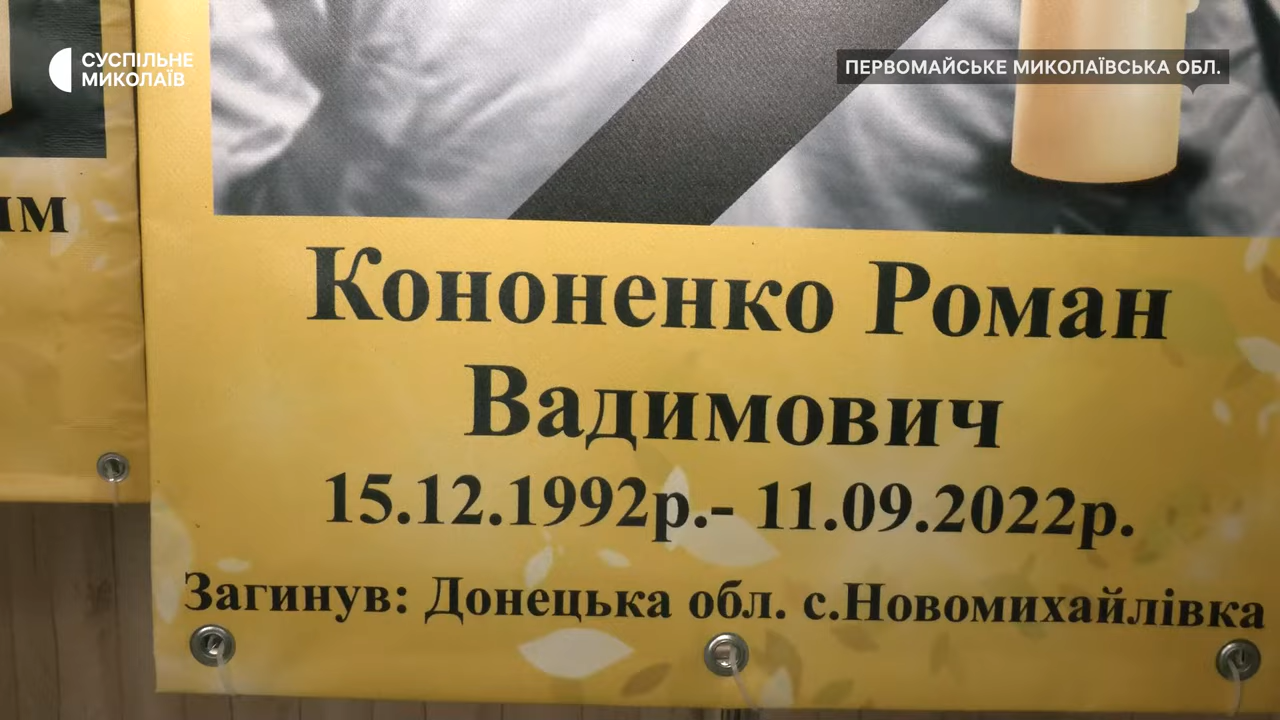 СУСПІЛЬНЕ
МИКОЛАЇВ
ПЕРВОМАЙСЬКЕ МИКОЛАЇВСЬКА ОБЛ.
Кононенко Роман
Вадимович
15.12.1992р.- 11.09.2022р.
Загинув: Донецька обл. с.Новомихайлівка